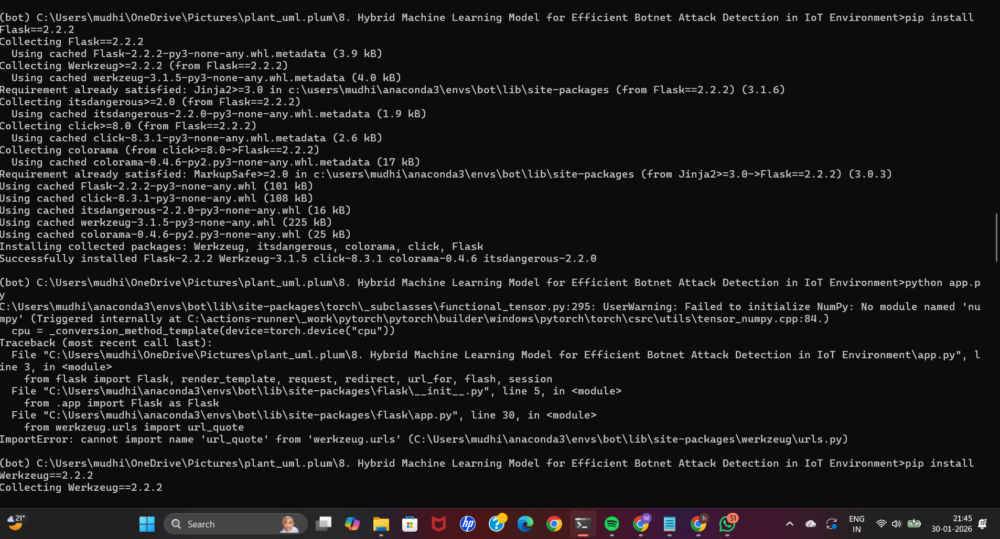 (bot) C:\Users\mudhi\OneDrive\Pictures\plant_uml.plum\8. Hybrid Machine Learning Model for Efficient Botnet Attack Detection in IoT Environment>pip install
Flask==2.2.2
Collecting Flask==2.2.2
  Using cached Flask-2.2.2-py3-none-any.whl.metadata (3.9 kB)
Collecting Werkzeug>=2.2.2 (from Flask==2.2.2)
  Using cached werkzeug-3.1.5-py3-none-any.whl.metadata (4.0 kB)
Requirement already satisfied: Jinja2>=3.0 in c:\users\mudhi\anaconda3\envs\bot\lib\site-packages (from Flask==2.2.2) (3.1.6)
Collecting itsdangerous>=2.0 (from Flask==2.2.2)
  Using cached itsdangerous-2.2.0-py3-none-any.whl.metadata (1.9 kB)
Collecting click>=8.0 (from Flask==2.2.2)
  Using cached click-8.3.1-py3-none-any.whl.metadata (2.6 kB)
Collecting colorama (from click>=8.0->Flask==2.2.2)
  Using cached colorama-0.4.6-py2.py3-none-any.whl.metadata (17 kB)
Requirement already satisfied: MarkupSafe>=2.0 in c:\users\mudhi\anaconda3\envs\bot\lib\site-packages (from Jinja2>=3.0->Flask==2.2.2) (3.0.3)
Using cached Flask-2.2.2-py3-none-any.whl (101 kB)
Using cached click-8.3.1-py3-none-any.whl (108 kB)
Using cached itsdangerous-2.2.0-py3-none-any.whl (16 kB)
Using cached werkzeug-3.1.5-py3-none-any.whl (225 kB)
Using cached colorama-0.4.6-py2.py3-none-any.whl (25 kB)
Installing collected packages: Werkzeug, itsdangerous, colorama, click, Flask
Successfully installed Flask-2.2.2 Werkzeug-3.1.5 click-8.3.1 colorama-0.4.6 itsdangerous-2.2.0
(bot) C:\Users\mudhi\OneDrive\Pictures\plant_uml.plum\8. Hybrid Machine Learning Model for Efficient Botnet Attack Detection in IoT Environment>python app.p
y
C:\Users\mudhi\anaconda3\envs\bot\lib\site-packages\torch\_subclasses\functional_tensor.py:295: UserWarning: Failed to initialize NumPy: No module named 'nu
mpy' (Triggered internally at C:\actions-runner\_work\pytorch\pytorch\builder\windows\pytorch\torch\csrc\utils\tensor_numpy.cpp:84.)
  cpu = _conversion_method_template(device=torch.device("cpu"))
Traceback (most recent call last):
  File "C:\Users\mudhi\OneDrive\Pictures\plant_uml.plum\8. Hybrid Machine Learning Model for Efficient Botnet Attack Detection in IoT Environment\app.py", l
ine 3, in <module>
    from flask import Flask, render_template, request, redirect, url_for, flash, session
  File "C:\Users\mudhi\anaconda3\envs\bot\lib\site-packages\flask\__init__.py", line 5, in <module>
    from .app import Flask as Flask
  File "C:\Users\mudhi\anaconda3\envs\bot\lib\site-packages\flask\app.py", line 30, in <module>
    from werkzeug.urls import url_quote
ImportError: cannot import name 'url_quote' from 'werkzeug.urls' (C:\Users\mudhi\anaconda3\envs\bot\lib\site-packages\werkzeug\urls.py)
(bot) C:\Users\mudhi\OneDrive\Pictures\plant_uml.plum\8. Hybrid Machine Learning Model for Efficient Botnet Attack Detection in IoT Environment>pip install
Werkzeug==2.2.2
Collecting Werkzeug==2.2.2
21°
Search
hp
M
h
51
ENG
IN
21:45
30-01-2026